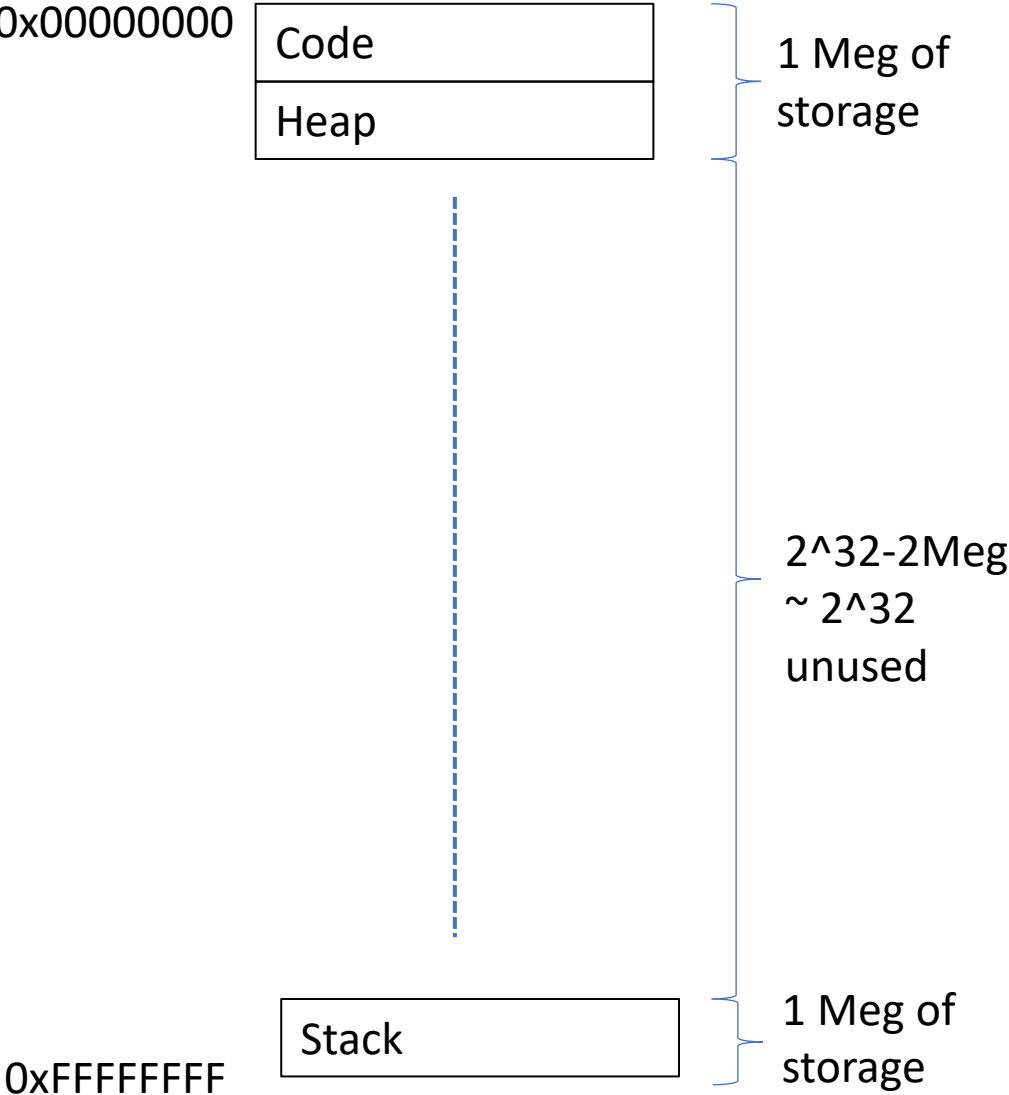 0x00000000
Code
Heap
1 Meg of
storage
2^32-2Meg
~ 2^32
unused
Stack
1 Meg of
storage
0xFFFFFFFF